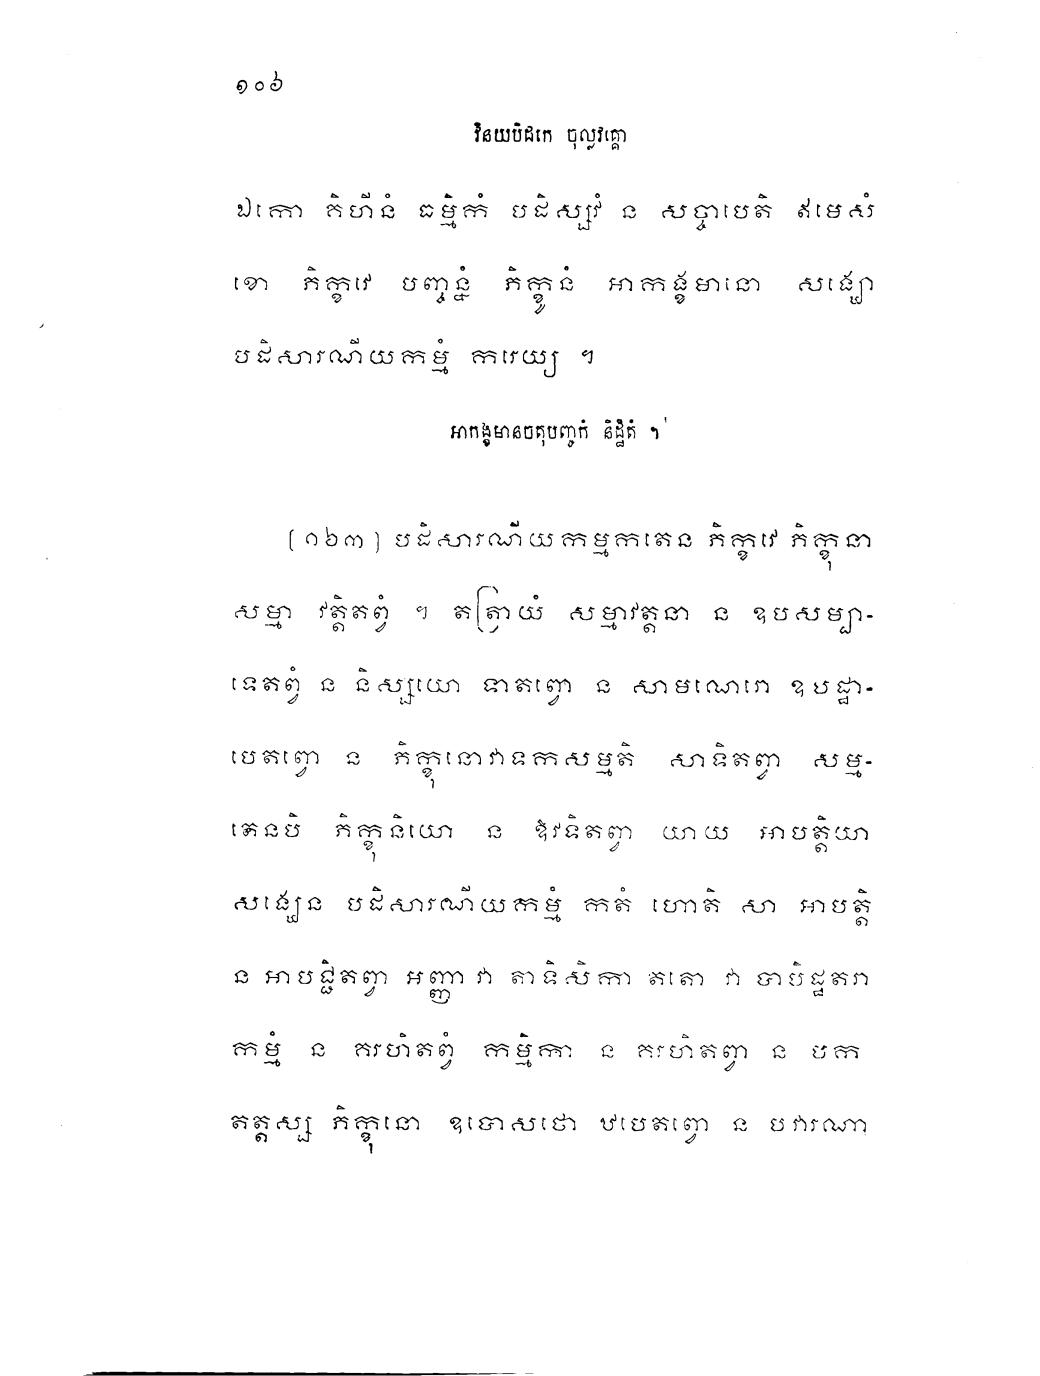 ១០៦
វិនយបិដកេ ចុល្លវគ្គោ
ឯកោ គិហីនំ ធម្មិកំ បដិស្សវំ ន សច្ចាបេតិ ឥមេសំ
ខោ ភិក្ខវេ បញ្ចន្នំ ភិក្ខូនំ អាកង្ខមានោ សង្ឃោ
បដិសារណីយកម្មំ ករេយ្យ ។
អាកង្ខមានចតុបញ្ចកំ និដ្ឋិតំ ។
[១៦៣] បដិសារណីយកម្មកតេន ភិក្ខវេ ភិក្ខុនា
សម្មា វត្តិតព្វំ ។ តត្រាយំ សម្មាវត្តនា ន ឧបសម្បា-
ទេតព្វំ ន និស្សយោ ទាតព្វោ ន សាមណេរោ ឧបដ្ឋា-
បេតព្វោ ន ភិក្ខុនោវាទកសម្មតិ សាទិតព្វា សម្ម-
តេនបិ ភិក្ខុនិយោ ន ឱវទិតព្វា យាយ អាបត្តិយា
សង្ឃេន បដិសារណីយកម្មំ កតំ ហោតិ សា អាបត្តិ
ន អាបជ្ជិតព្វា អញ្ញា វា តាទិសិកា តតោ វា បាបិដ្ឋតរា
កម្មំ ន គរហិតព្វំ កម្មិកា ន គរហិតព្វា ន បក
តត្តស្ស ភិក្ខុនោ ឧបោសថោ ឋបេតព្វោ ន បវារណា